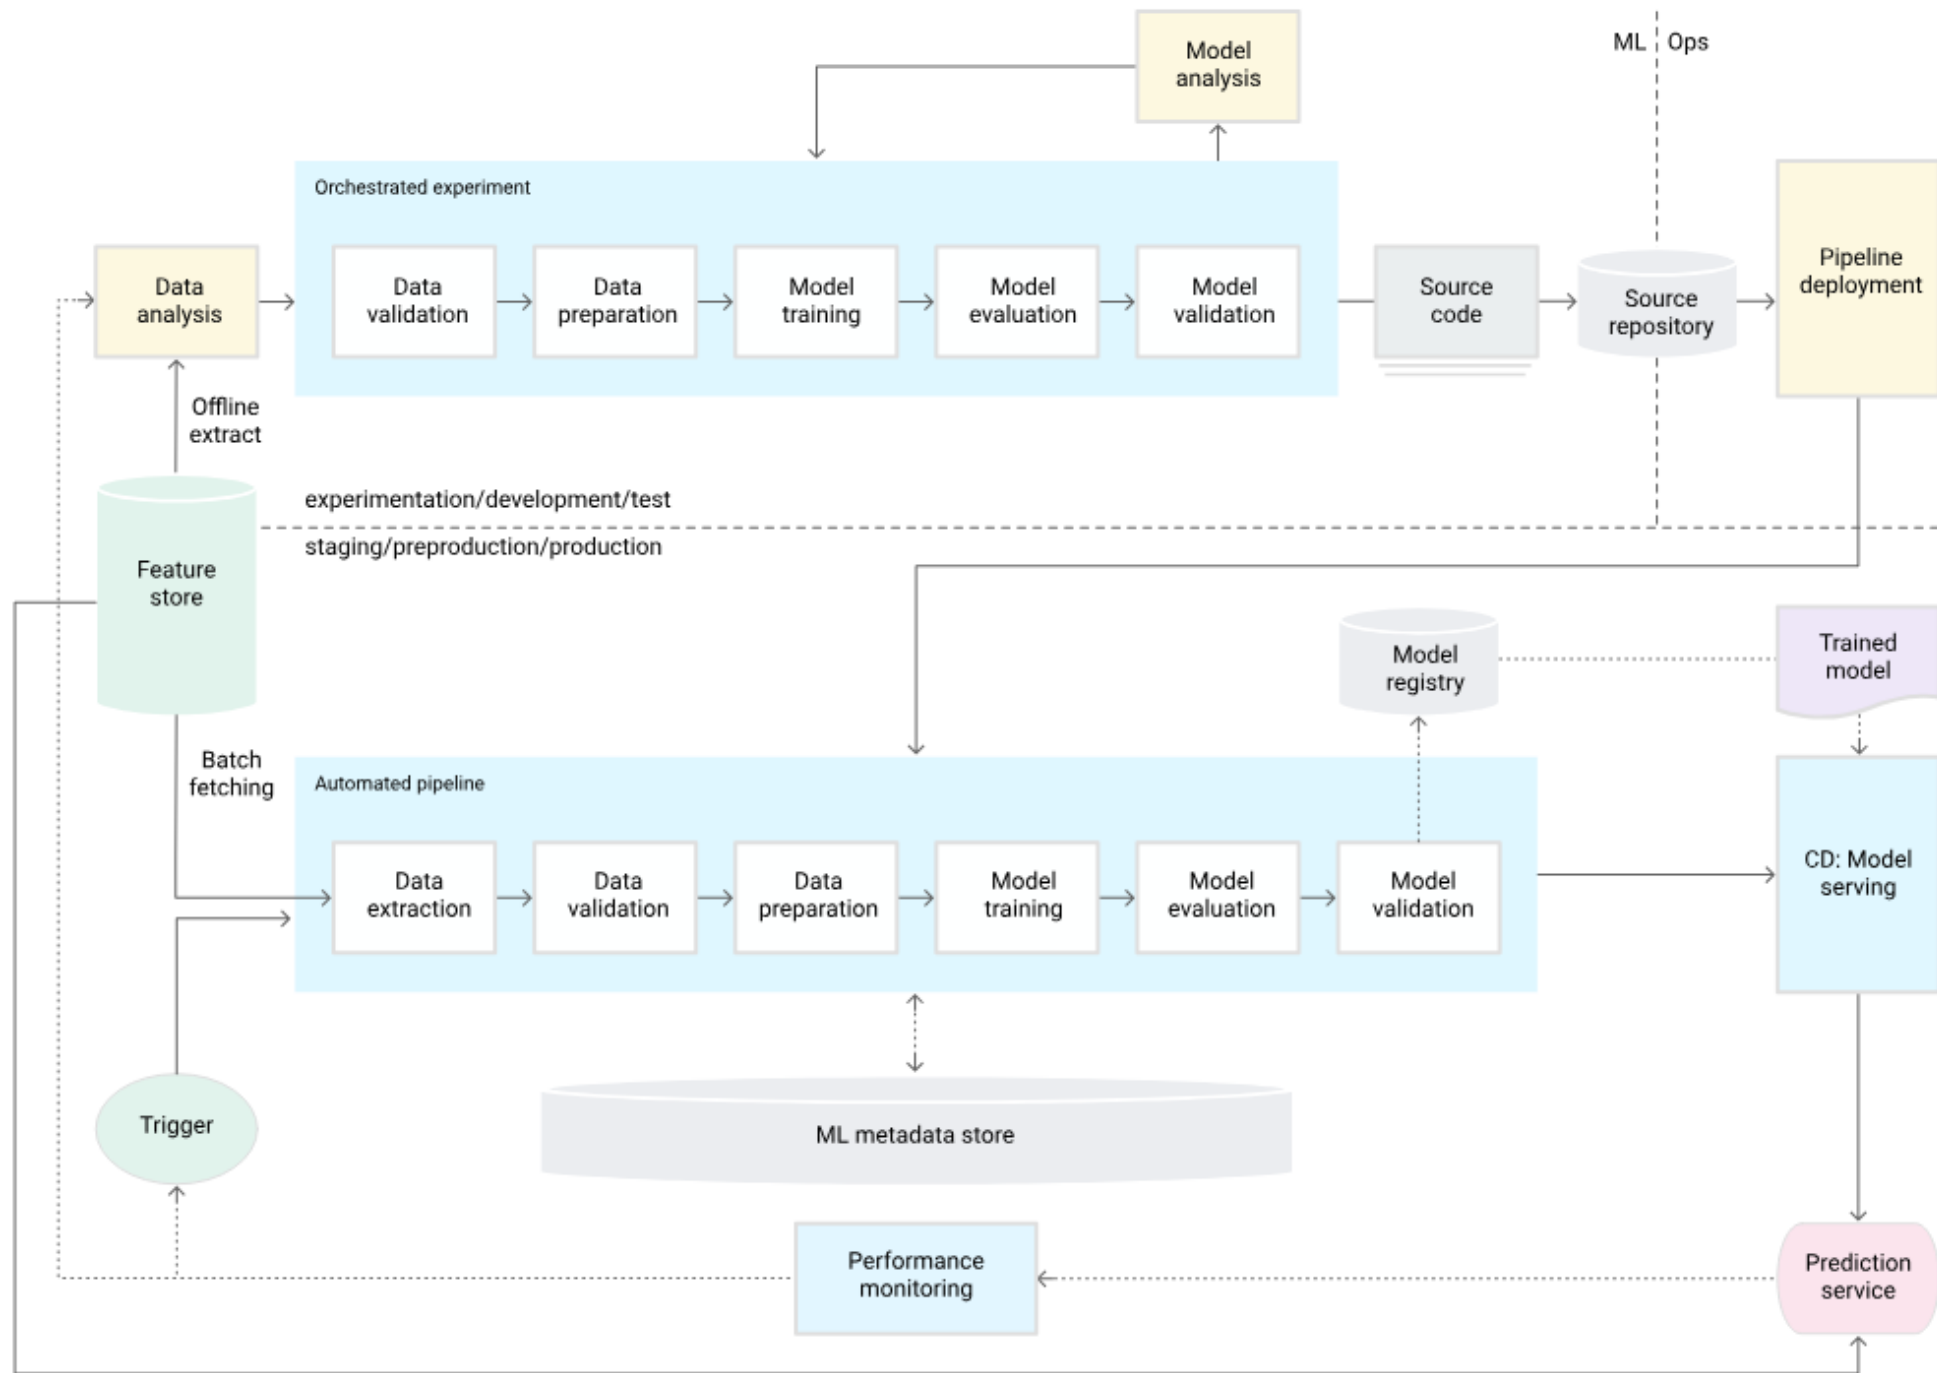 Model
analysis
ML
Ops
Orchestrated experiment
Data
analysis
Data
validation
Data
preparation
Model
training
Model
evaluation
Model
validation
Source
code
Source
repository
Pipeline
deployment
Offline
extract
experimentation/development/test
staging/preproduction/production
Feature
store
Model
registry
Trained
model
Batch
fetching
Automated pipeline
Data
extraction
Data
validation
Data
preparation
Model
training
Model
evaluation
Model
validation
CD: Model
serving
Trigger
ML metadata store
Performance
monitoring
Prediction
service